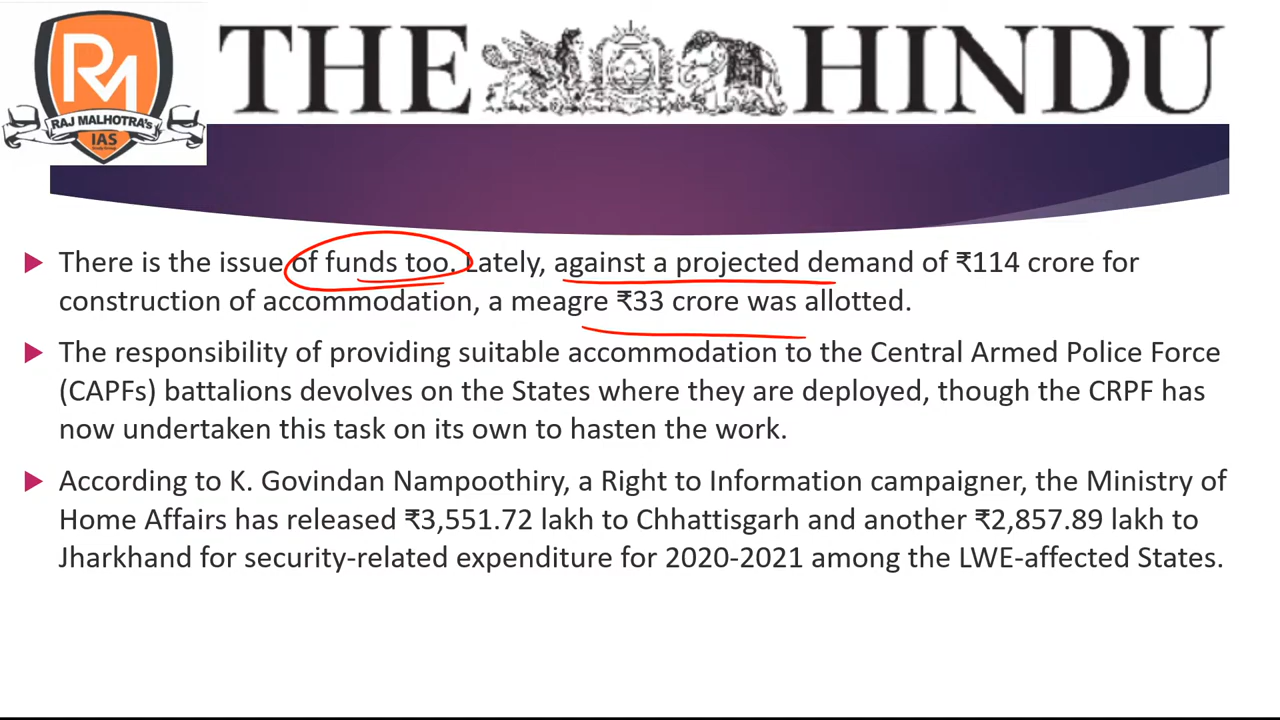 RM
RAJ MALHOTRA's
IAS
THE HINDU
There is the issue of funds too. Lately, against a projected demand of ₹114 crore for
construction of accommodation, a meagre ₹33 crore was allotted.
The responsibility of providing suitable accommodation to the Central Armed Police Force
(CAPFs) battalions devolves on the States where they are deployed, though the CRPF has
now undertaken this task on its own to hasten the work.
According to K. Govindan Nampoothiry, a Right to Information campaigner, the Ministry of
Home Affairs has released ₹3,551.72 lakh to Chhattisgarh and another ₹2,857.89 lakh to
Jharkhand for security-related expenditure for 2020-2021 among the LWE-affected States.